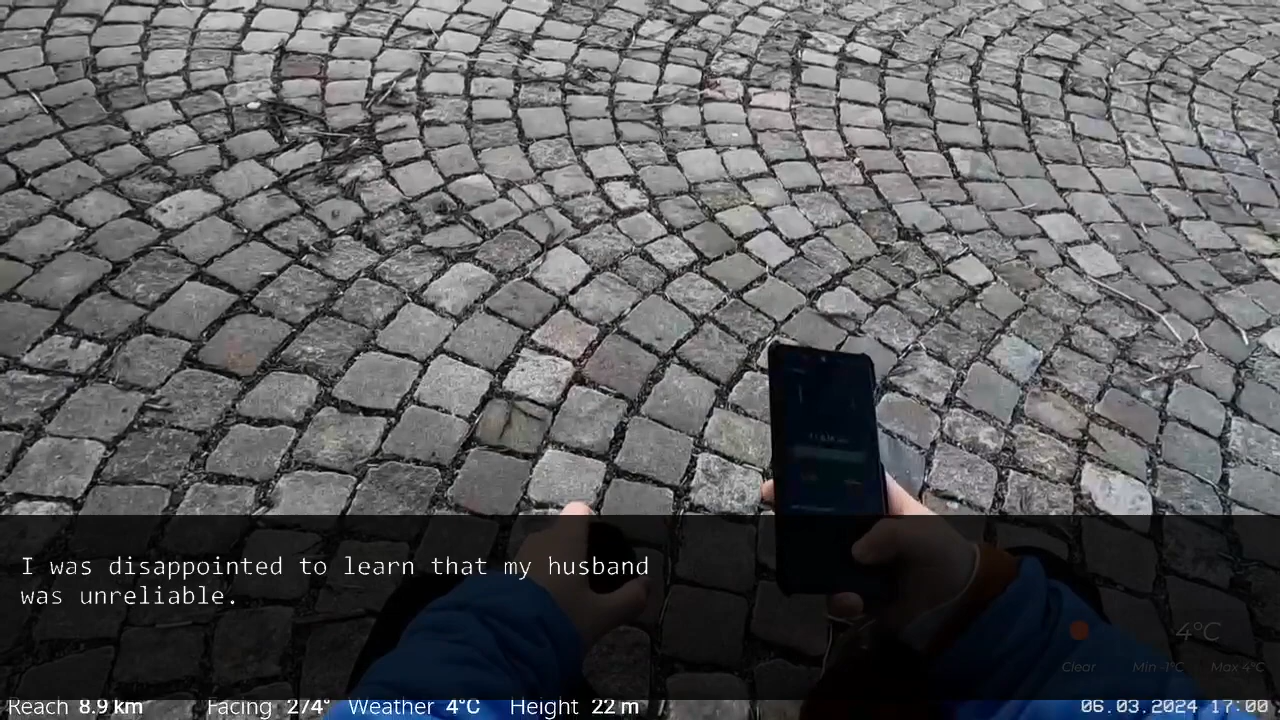 I was disappointed to learn that my husband
was unreliable.
4°C
Clear Min -1°C Max 4°C
Reach 8.9 km Facing 274° Weather 4°C Height 22 m 06.03.2024 17:00